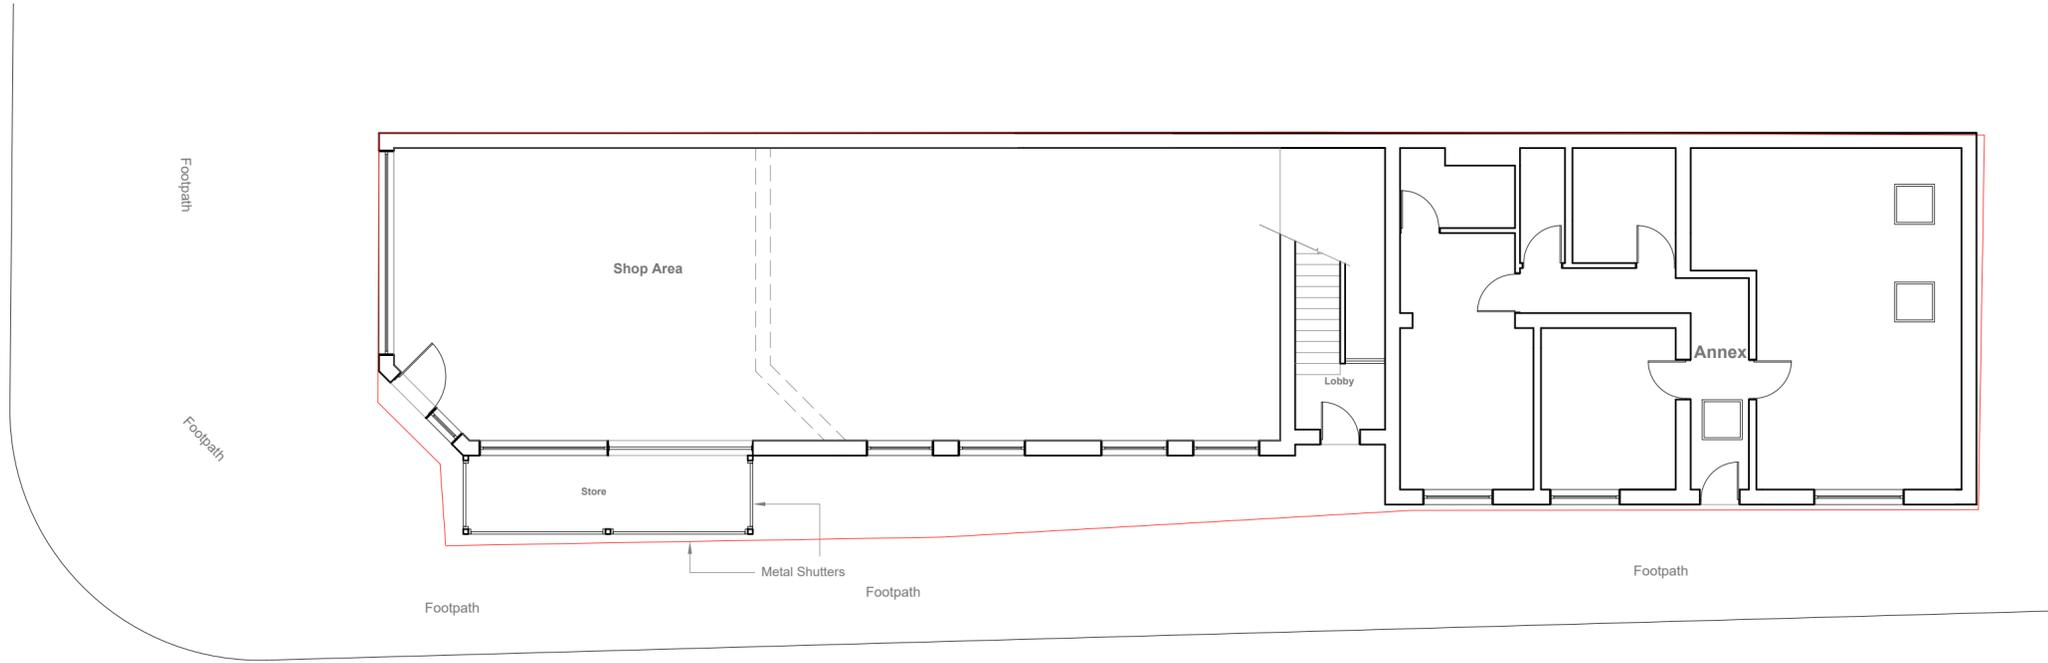 Footpath
Shop Area
Annex
Lobby
Footpath
Store
Metal Shutters
Footpath
Footpath
Footpath